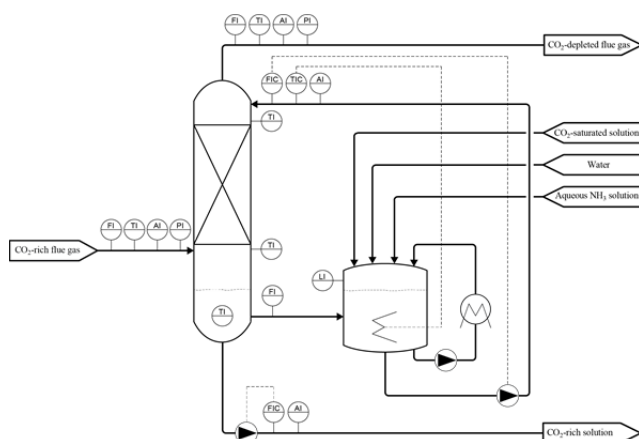 FI TI AI PI
CO₂-depleted flue gas
FIC TIC AI
TI
CO₂-saturated solution
Water
Aqueous NH₃ solution
FI TI AI PI
CO₂-rich flue gas
TI
LI
FI
TI
FIC AI
CO₂-rich solution